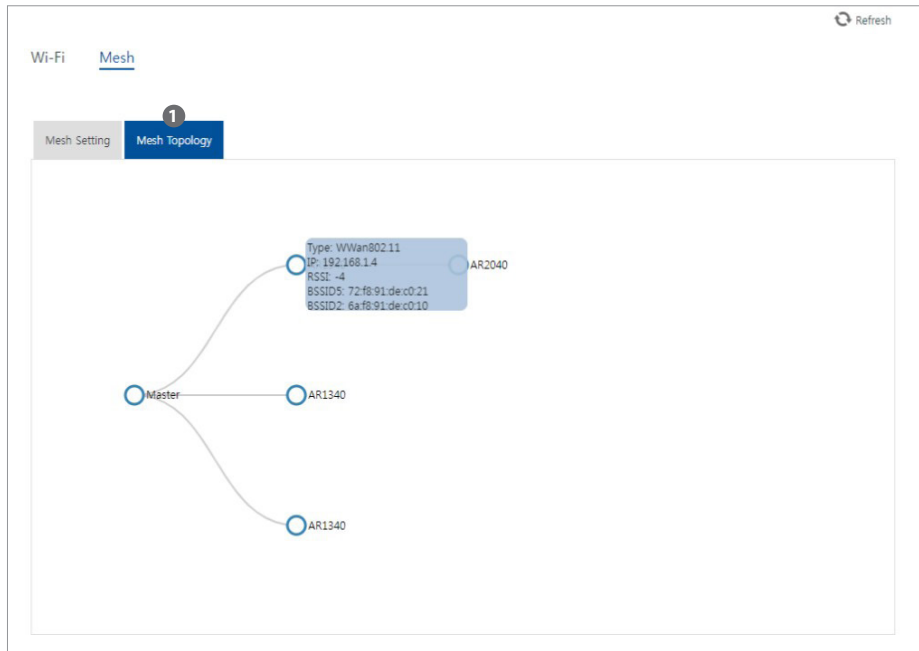 Refresh
Wi-Fi Mesh
1
Mesh Setting Mesh Topology
Type: WWan802.11
IP: 192.168.1.4
AR2040
RSSI: -4
BSSID5: 72:f8:91:de:c0:21
BSSID2: 6a:f8:91:de:c0:10
Master
AR1340
AR1340